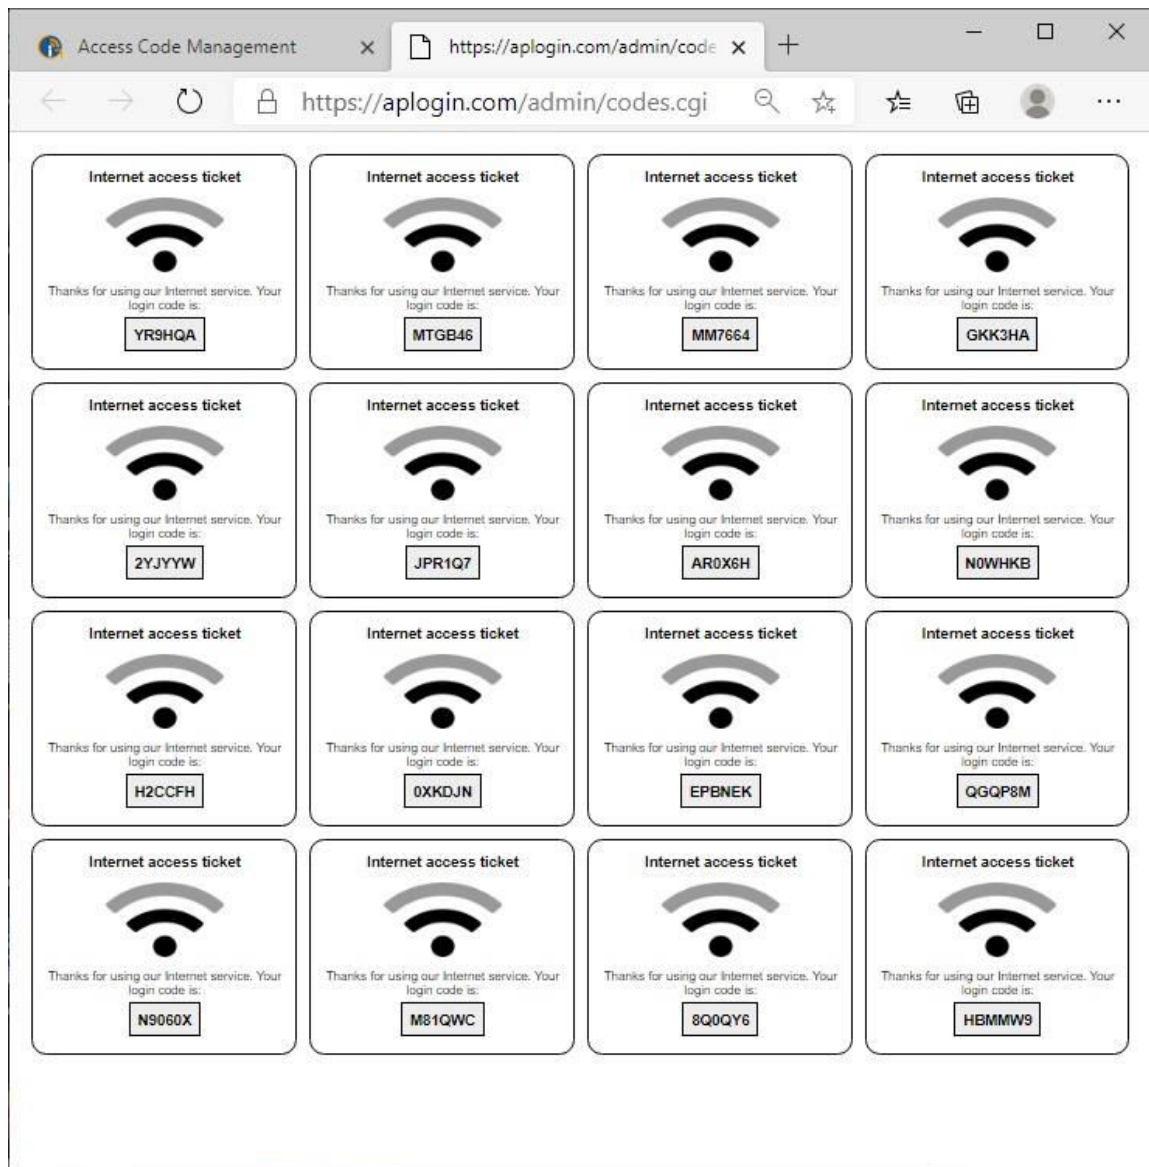 Access Code Management
https://aplogin.com/admin/code
https://aplogin.com/admin/codes.cgi
Internet access ticket
Thanks for using our Internet service. Your
login code is:
YR9HQA
Internet access ticket
Thanks for using our Internet service. Your
login code is:
MTGB46
Internet access ticket
Thanks for using our Internet service. Your
login code is:
MM7664
Internet access ticket
Thanks for using our Internet service. Your
login code is:
GKK3HA
Internet access ticket
Thanks for using our Internet service. Your
login code is:
2YJYYW
Internet access ticket
Thanks for using our Internet service. Your
login code is:
JPR1Q7
Internet access ticket
Thanks for using our Internet service. Your
login code is:
AR0X6H
Internet access ticket
Thanks for using our Internet service. Your
login code is:
N0WHKB
Internet access ticket
Thanks for using our Internet service. Your
login code is:
H2CCFH
Internet access ticket
Thanks for using our Internet service. Your
login code is:
0XKDJN
Internet access ticket
Thanks for using our Internet service. Your
login code is:
EPBNEK
Internet access ticket
Thanks for using our Internet service. Your
login code is:
QGQP8M
Internet access ticket
Thanks for using our Internet service. Your
login code is:
N9060X
Internet access ticket
Thanks for using our Internet service. Your
login code is:
M81QWC
Internet access ticket
Thanks for using our Internet service. Your
login code is:
8Q0QY6
Internet access ticket
Thanks for using our Internet service. Your
login code is:
HBMMW9